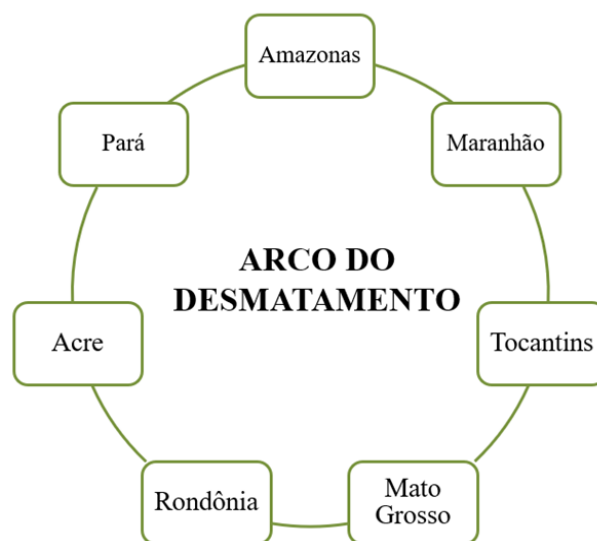 Amazonas
Pará
Maranhão
ARCO DO
DESMATAMENTO
Acre
Tocantins
Rondônia
Mato
Grosso